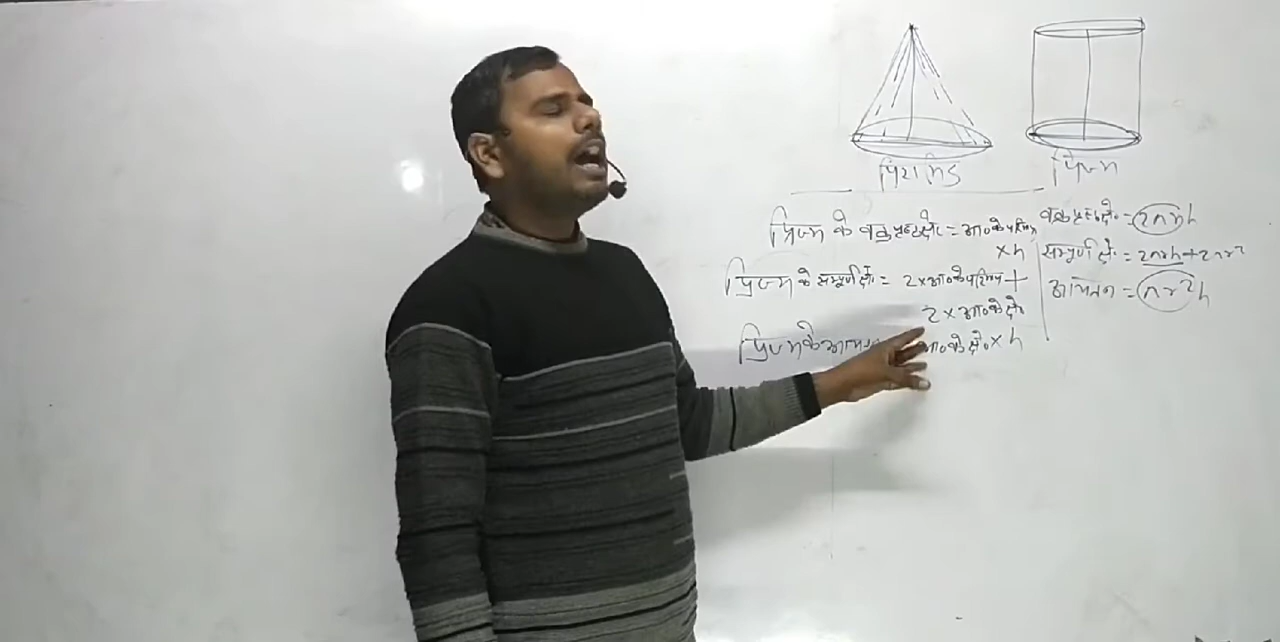 पिरामिड
प्रिज्म
प्रिज्म के वक्रपृष्ठ क्षे० = आ० के परिमाप
× h
प्रिज्म के सम्पूर्ण क्षे० = 2 × आ० के परिमाप +
2 × आ० के क्षे०
प्रिज्म के आ० के क्षे० × h
वक्रपृष्ठ क्षे० = 2πrh
सम्पूर्ण क्षे० = 2πrh + 2πr²
आयतन = πr²h